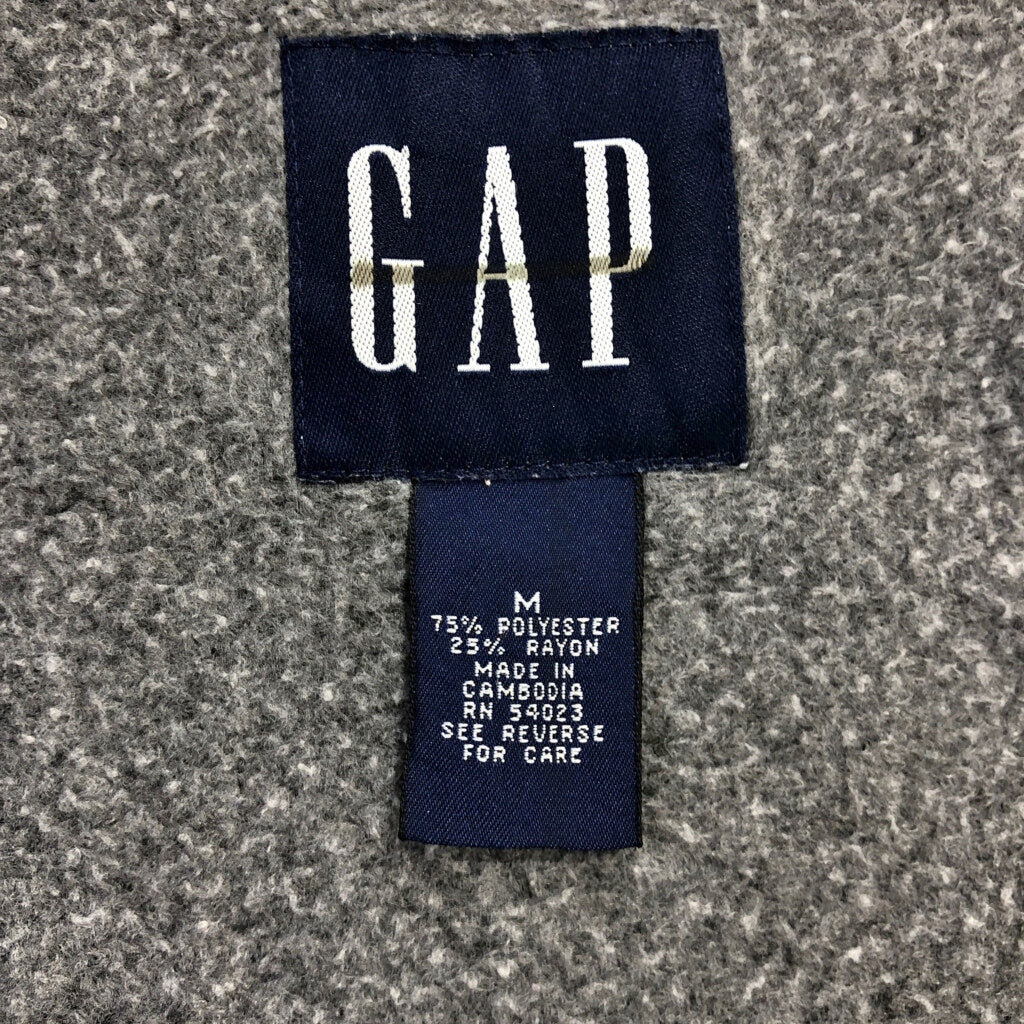 GAP
M
75% POLYESTER
25% RAYON
MADE IN
CAMBODIA
RN 54023
SEE REVERSE
FOR CARE